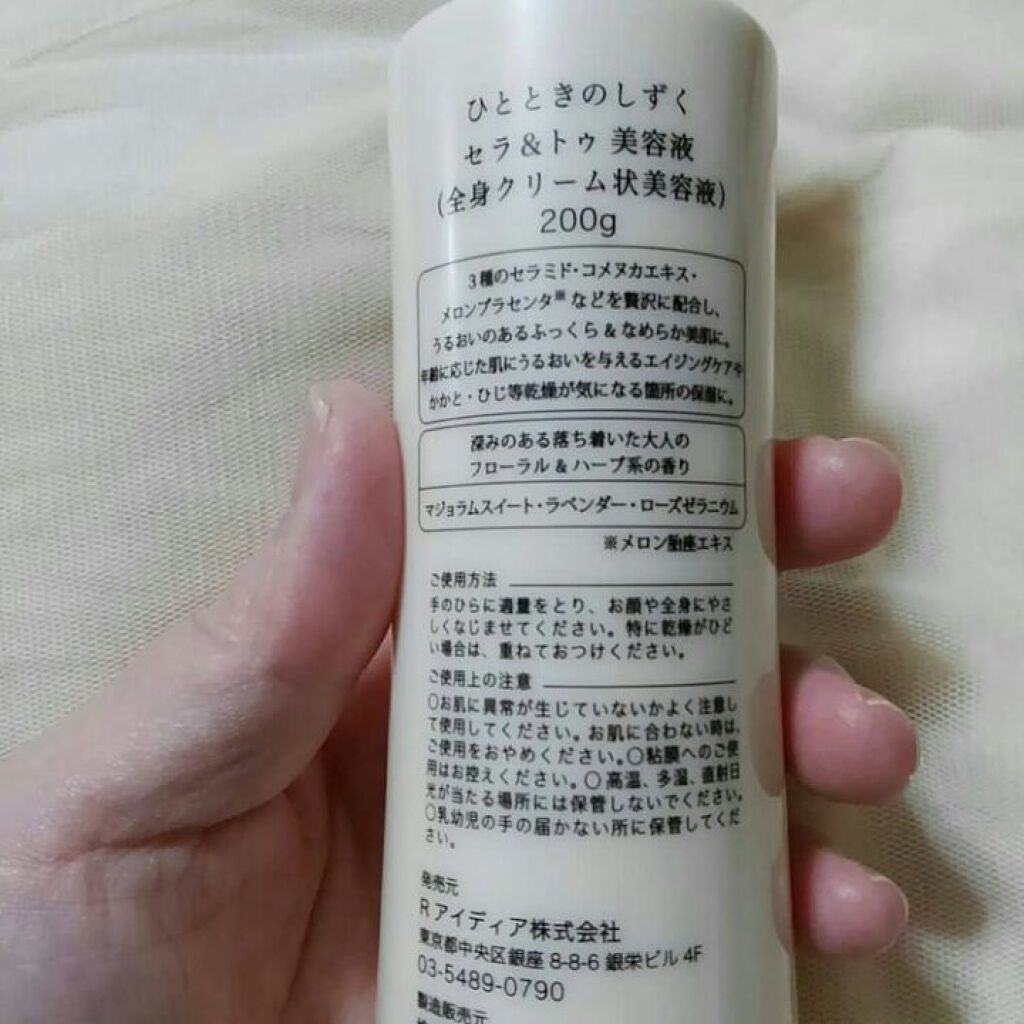 ひとときのしずく
セラ&トゥ 美容液
(全身クリーム状美容液)
200g
3種のセラミド・コメヌカエキス・
メロンプラセンタ※などを贅沢に配合し、
うるおいのあるふっくら&なめらか美肌に。
年齢に応じた肌にうるおいを与えるエイジングケアや
かかと・ひじ等乾燥が気になる箇所の保湿に。
深みのある落ち着いた大人の
フローラル&ハーブ系の香り
マジョラムスイート・ラベンダー・ローズゼラニウム
※メロン胎座エキス
ご使用方法
手のひらに適量をとり、お顔や全身にやさ
しくなじませてください。特に乾燥がひど
い場合は、重ねておつけください。
ご使用上の注意
○お肌に異常が生じていないかよく注意し
て使用してください。お肌に合わない時は、
ご使用をおやめください。○粘膜へのご使
用はお控えください。○高温、多湿、直射日
光が当たる場所には保管しないでください。
○乳幼児の手の届かない所に保管してくだ
さい。
発売元
Rアイディア株式会社
東京都中央区銀座8-8-6銀栄ビル4F
03-5489-0790
製造販売元